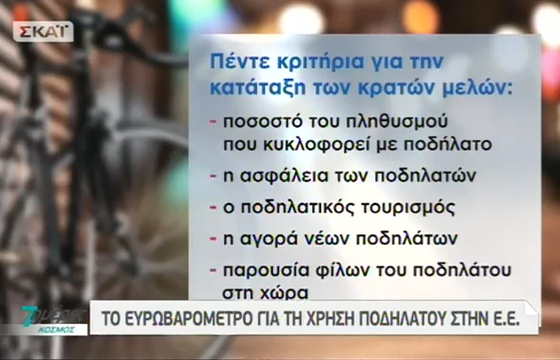 ΣΚΑΪ
Πέντε κριτήρια για την
κατάταξη των κρατών μελών:
- ποσοστό του πληθυσμού
που κυκλοφορεί με ποδήλατο
- η ασφάλεια των ποδηλατών
- ο ποδηλατικός τουρισμός
- η αγορά νέων ποδηλάτων
- παρουσία φίλων του ποδηλάτου
στη χώρα
7 μέρες
ΚΟΣΜΟΣ
ΤΟ ΕΥΡΩΒΑΡΟΜΕΤΡΟ ΓΙΑ ΤΗ ΧΡΗΣΗ ΠΟΔΗΛΑΤΟΥ ΣΤΗΝ Ε.Ε.